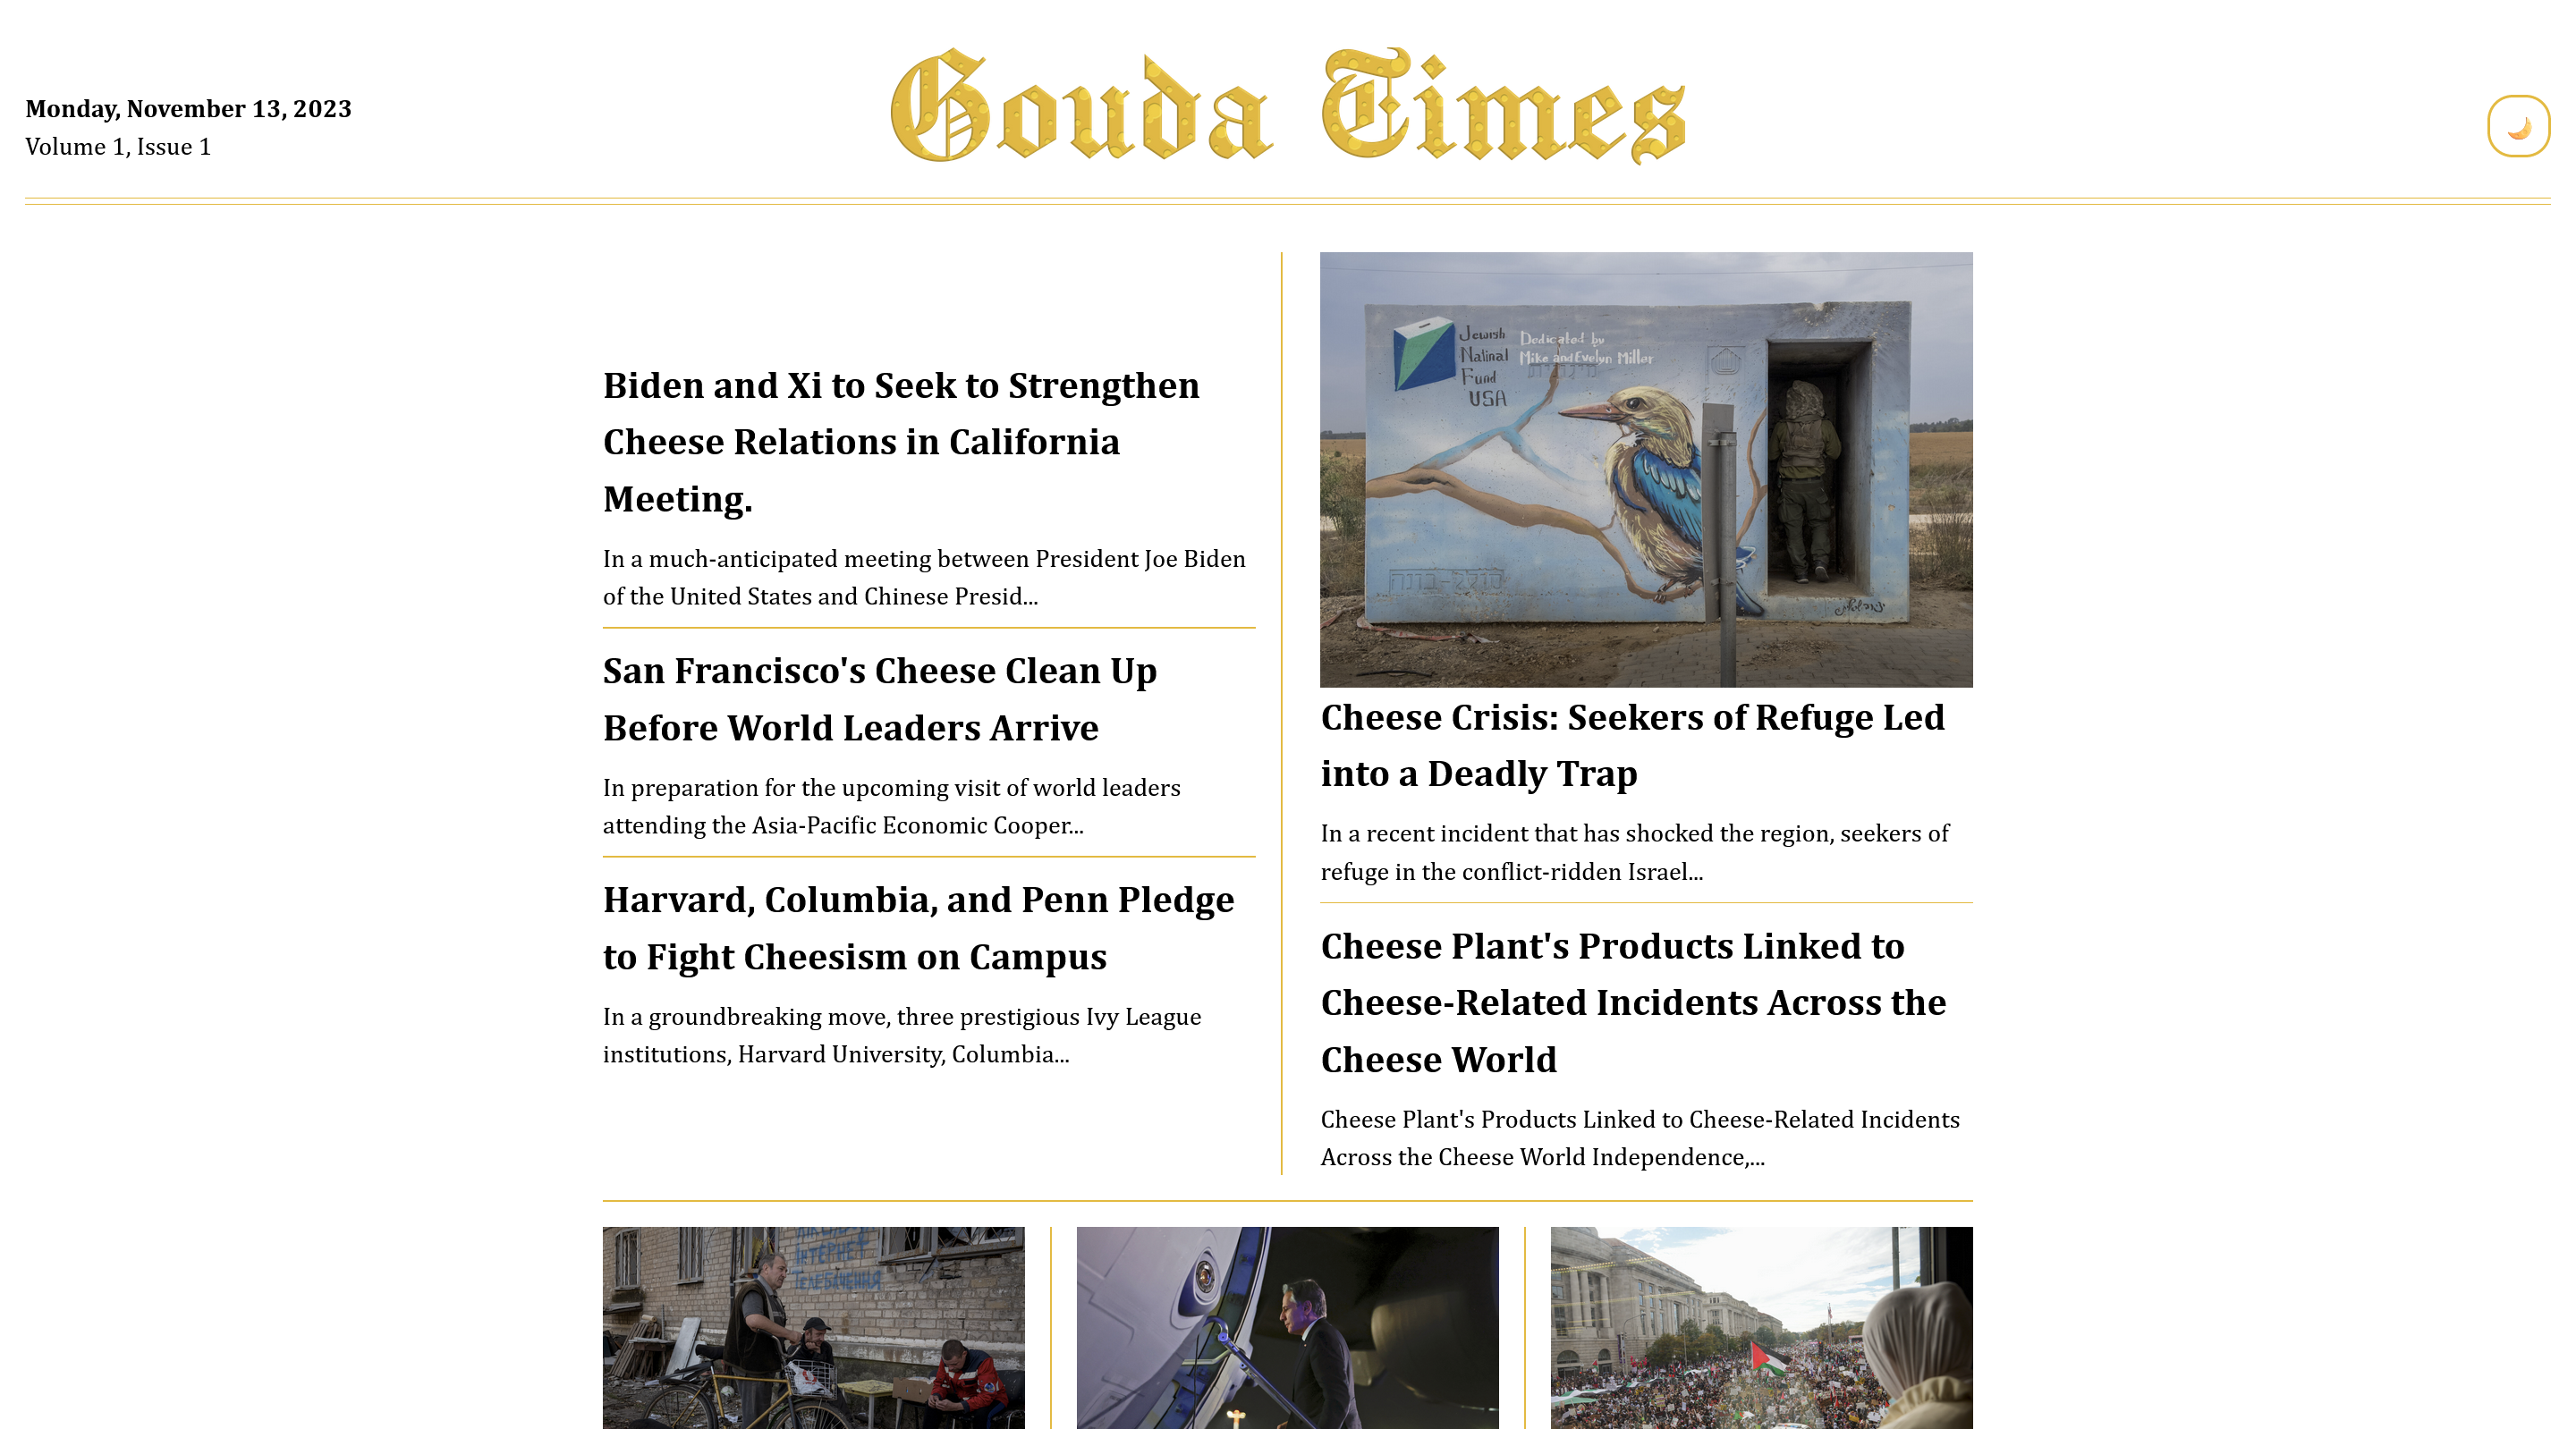 Gouda Times
Monday, November 13, 2023
Volume 1, Issue 1
Biden and Xi to Seek to Strengthen
Cheese Relations in California
Meeting.
In a much-anticipated meeting between President Joe Biden
of the United States and Chinese Presid...
San Francisco's Cheese Clean Up
Before World Leaders Arrive
In preparation for the upcoming visit of world leaders
attending the Asia-Pacific Economic Cooper...
Harvard, Columbia, and Penn Pledge
to Fight Cheesism on Campus
In a groundbreaking move, three prestigious Ivy League
institutions, Harvard University, Columbia...
Jewish
Natinal
Fund
USA
Dedicated by
Mike and Evelyn Miller
סולל-בונה
Cheese Crisis: Seekers of Refuge Led
into a Deadly Trap
In a recent incident that has shocked the region, seekers of
refuge in the conflict-ridden Israel...
Cheese Plant's Products Linked to
Cheese-Related Incidents Across the
Cheese World
Cheese Plant's Products Linked to Cheese-Related Incidents
Across the Cheese World Independence,...
ІНТЕРНЕТ
ТЕЛЕБАЧЕННЯ